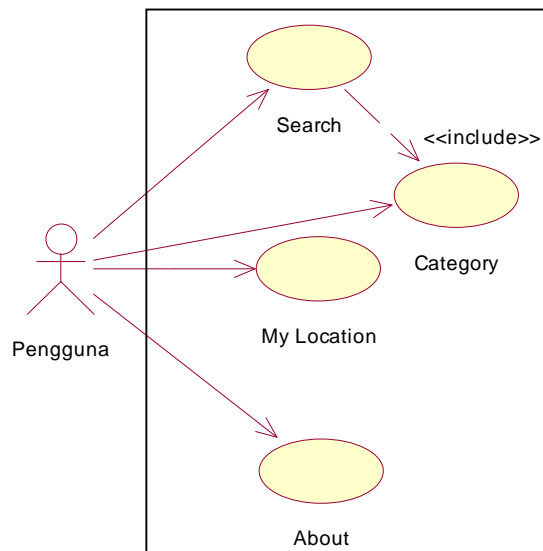 Search
<<include>>
Category
Pengguna
My Location
About